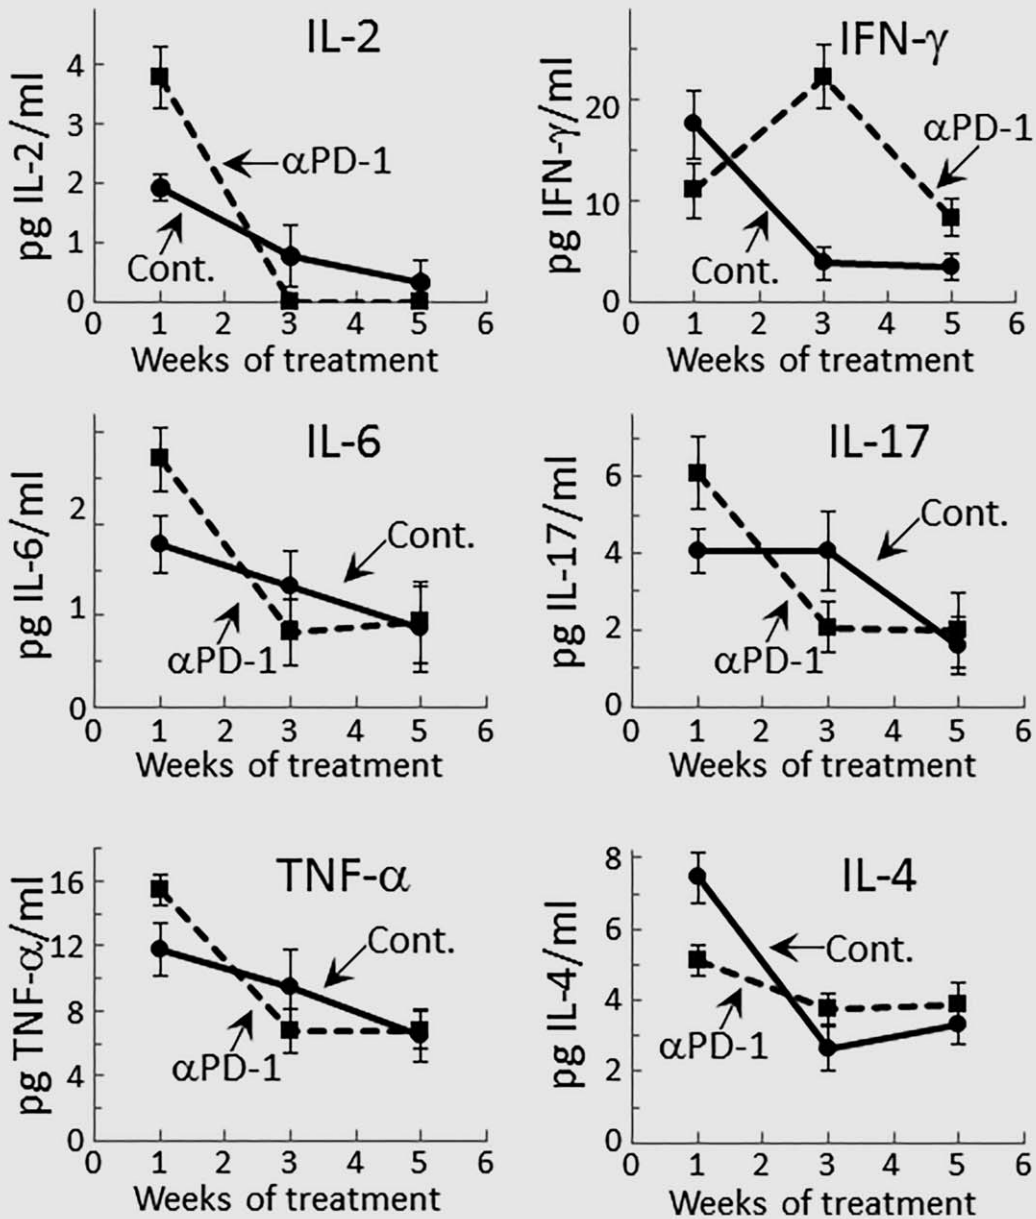 IL-2
pg IL-2/ml
4
3
2
1
0
αPD-1
Cont.
0 1 2 3 4 5 6
Weeks of treatment
IFN-γ
pg IFN-γ/ml
20
10
0
αPD-1
Cont.
0 1 2 3 4 5 6
Weeks of treatment
IL-6
pg IL-6/ml
2
1
0
Cont.
αPD-1
0 1 2 3 4 5 6
Weeks of treatment
IL-17
pg IL-17/ml
6
4
2
0
Cont.
αPD-1
0 1 2 3 4 5 6
Weeks of treatment
TNF-α
pg TNF-α/ml
16
12
8
4
0
Cont.
αPD-1
0 1 2 3 4 5 6
Weeks of treatment
IL-4
pg IL-4/ml
8
6
4
2
0
Cont.
αPD-1
0 1 2 3 4 5 6
Weeks of treatment